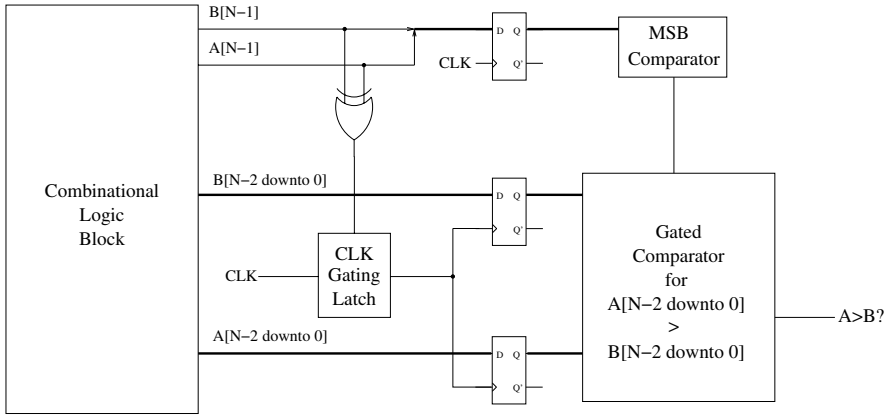 B[N−1]
A[N−1]
D Q
Q'
CLK
MSB
Comparator
Combinational
Logic
Block
B[N−2 downto 0]
D Q
Q'
CLK
CLK
Gating
Latch
Gated
Comparator
for
A[N−2 downto 0]
>
B[N−2 downto 0]
A>B?
A[N−2 downto 0]
D Q
Q'